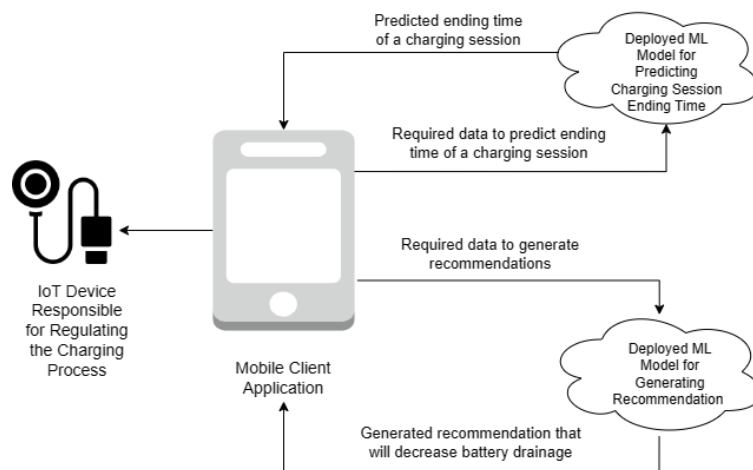 Predicted ending time
of a charging session
Deployed ML
Model for
Predicting
Charging Session
Ending Time
Required data to predict ending
time of a charging session
Required data to generate
recommendations
IoT Device
Responsible
for Regulating
the Charging
Process
Mobile Client
Application
Deployed ML
Model for
Generating
Recommendation
Generated recommendation that
will decrease battery drainage